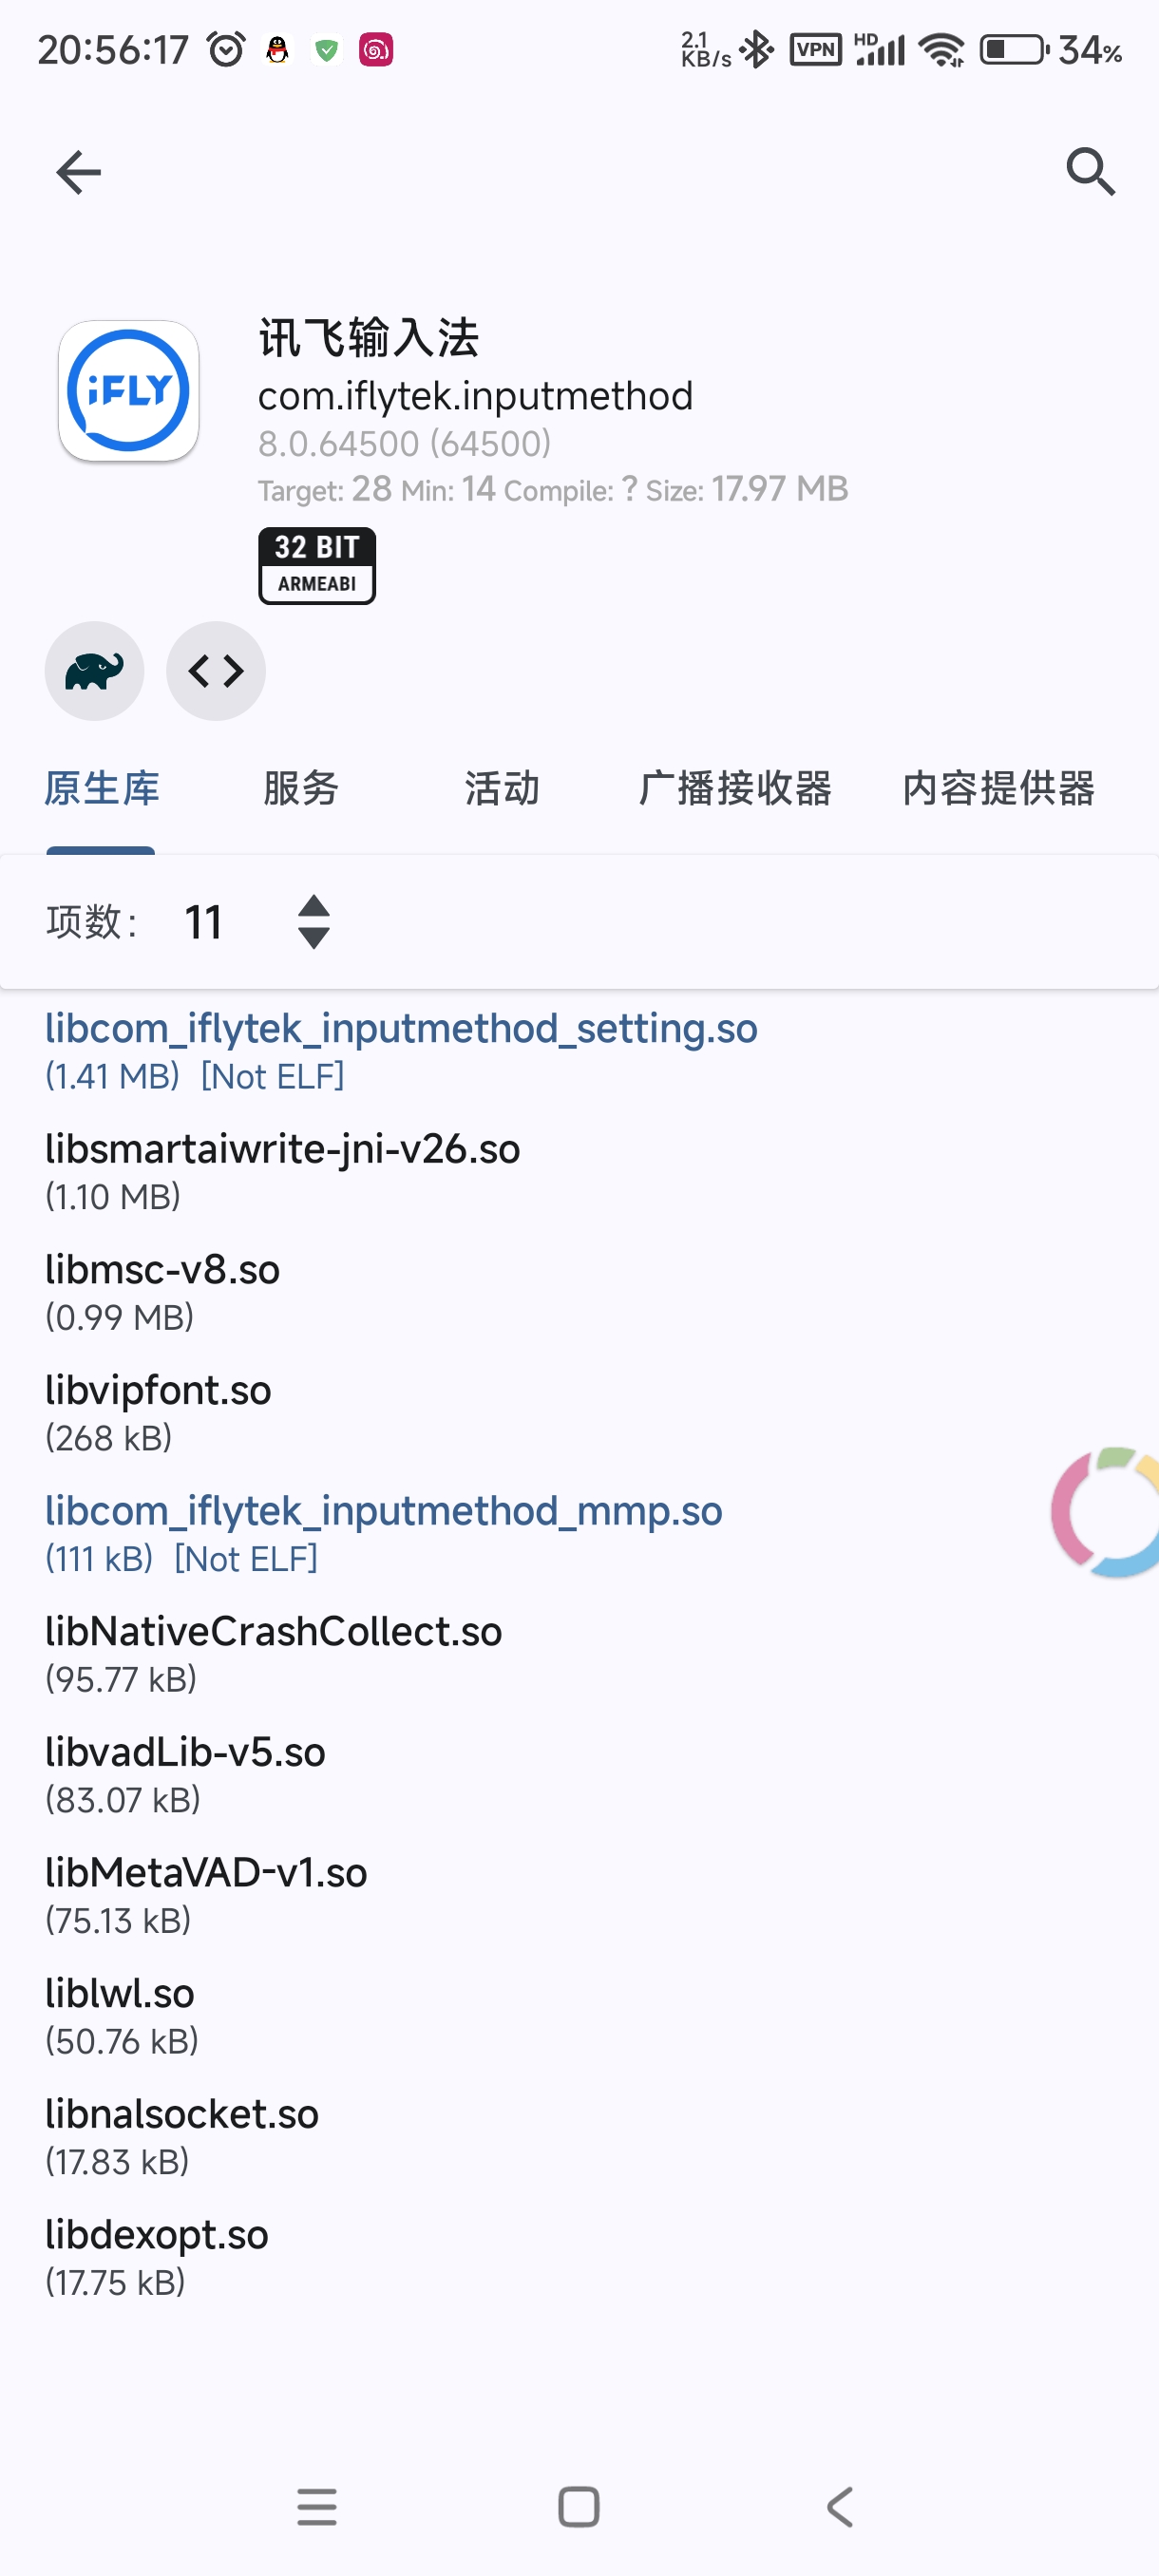 20:56:17
2.1
KB/s
VPN
HD
34%
iFLY
讯飞输入法
com.iflytek.inputmethod
8.0.64500 (64500)
Target: 28 Min: 14 Compile: ? Size: 17.97 MB
32 BIT
ARMEABI
原生库 服务 活动 广播接收器 内容提供器
项数: 11
libcom_iflytek_inputmethod_setting.so
(1.41 MB) [Not ELF]
libsmartaiwrite-jni-v26.so
(1.10 MB)
libmsc-v8.so
(0.99 MB)
libvipfont.so
(268 kB)
libcom_iflytek_inputmethod_mmp.so
(111 kB) [Not ELF]
libNativeCrashCollect.so
(95.77 kB)
libvadLib-v5.so
(83.07 kB)
libMetaVAD-v1.so
(75.13 kB)
liblwl.so
(50.76 kB)
libnalsocket.so
(17.83 kB)
libdexopt.so
(17.75 kB)